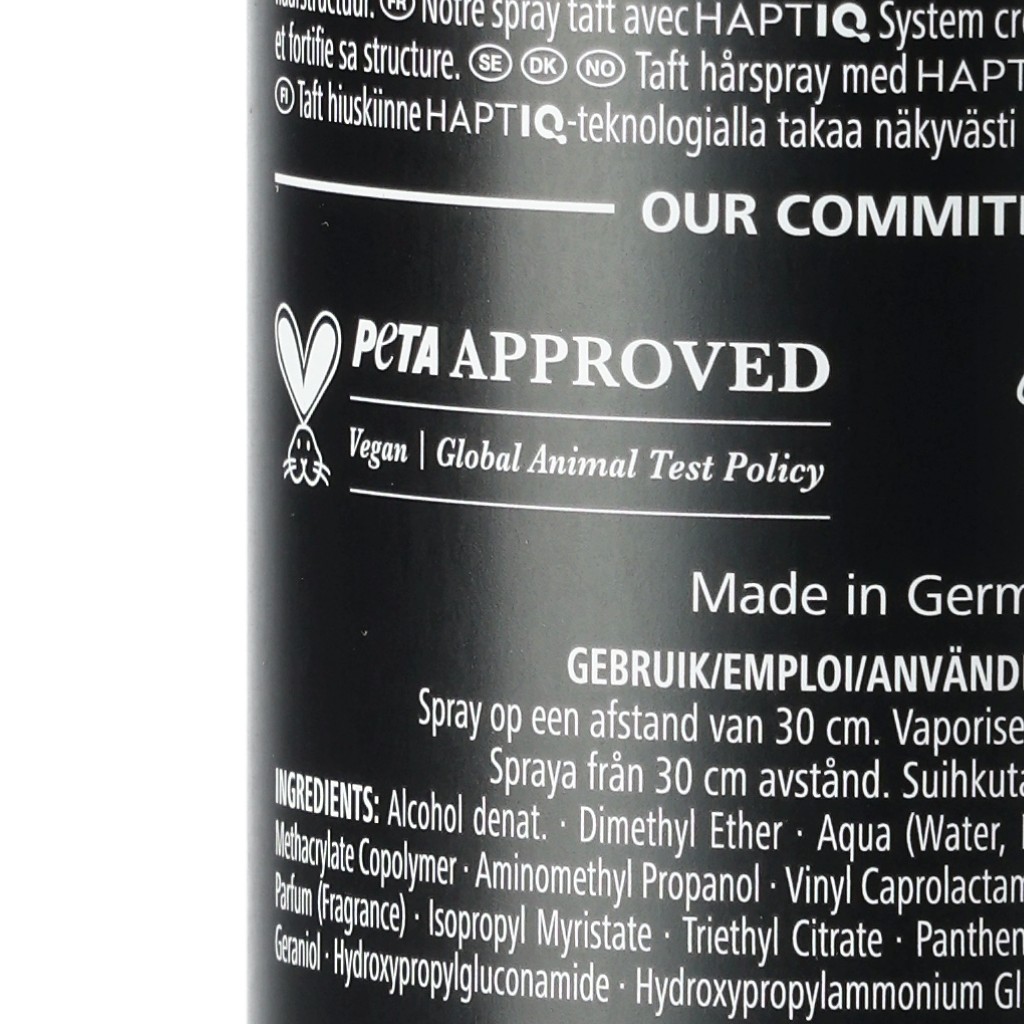 haarstructuur. FR Notre spray taft avec HAPTIQ System
et fortifie sa structure. SE DK NO Taft hårspray med HAPT
FI Taft hiuskiinne HAPTIQ-teknologialla takaa näkyvästi
OUR COMMIT
PETA APPROVED
Vegan | Global Animal Test Policy
Made in Germ
GEBRUIK/EMPLOI/ANVÄND
Spray op een afstand van 30 cm. Vaporise
Spraya från 30 cm avstånd. Suihkuta
INGREDIENTS: Alcohol denat. · Dimethyl Ether · Aqua (Water,
Methacrylate Copolymer · Aminomethyl Propanol · Vinyl Caprolactam
Parfum (Fragrance) · Isopropyl Myristate · Triethyl Citrate · Panthen
Geraniol · Hydroxypropylgluconamide · Hydroxypropylammonium Gl